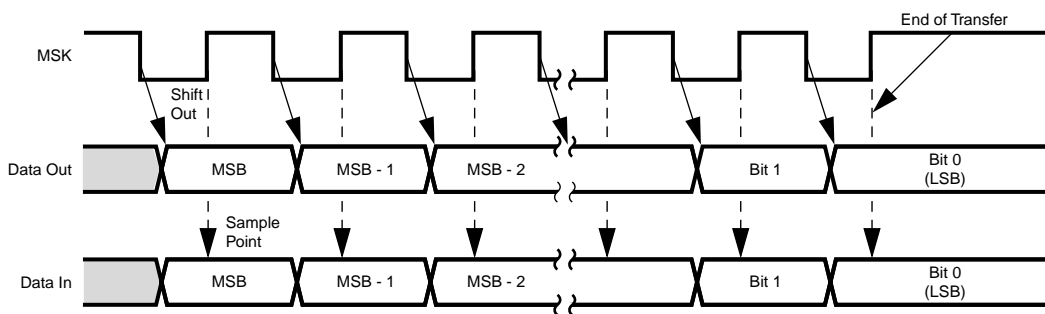 End of Transfer
MSK
Shift
Out
Data Out
MSB
MSB - 1
MSB - 2
Bit 1
Bit 0
(LSB)
Sample
Point
Data In
MSB
MSB - 1
MSB - 2
Bit 1
Bit 0
(LSB)